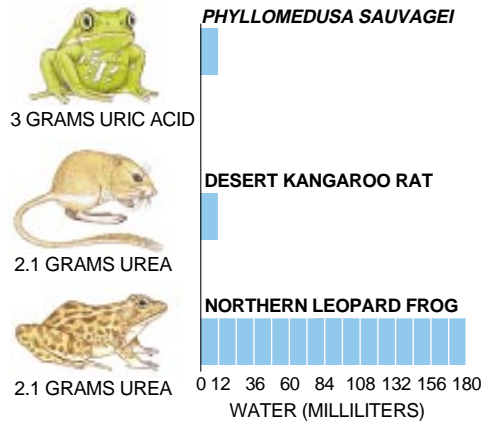 PHYLLOMEDUSA SAUVAGEI
3 GRAMS URIC ACID
DESERT KANGAROO RAT
2.1 GRAMS UREA
NORTHERN LEOPARD FROG
2.1 GRAMS UREA
0 12 36 60 84 108 132 156 180
WATER (MILLILITERS)